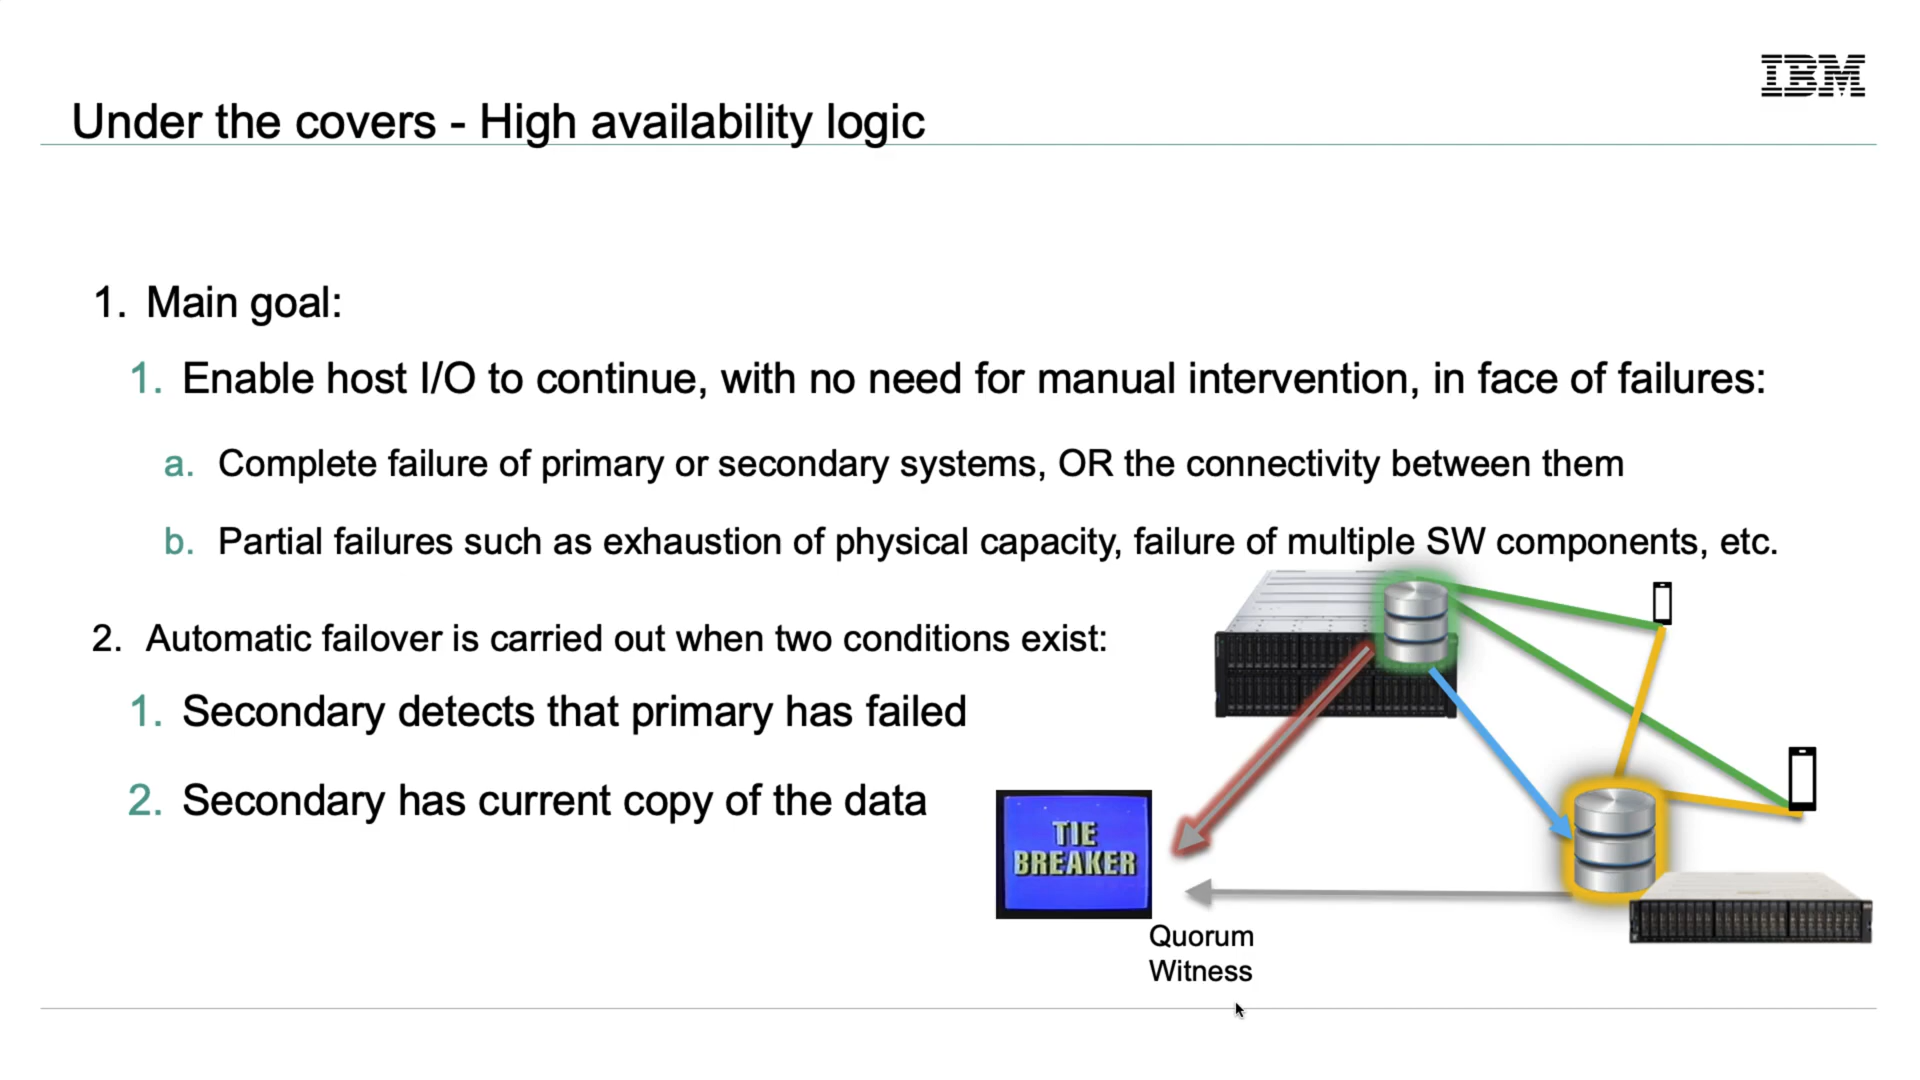 IBM
Under the covers - High availability logic
1. Main goal:
1. Enable host I/O to continue, with no need for manual intervention, in face of failures:
a. Complete failure of primary or secondary systems, OR the connectivity between them
b. Partial failures such as exhaustion of physical capacity, failure of multiple SW components, etc.
2. Automatic failover is carried out when two conditions exist:
1. Secondary detects that primary has failed
2. Secondary has current copy of the data
TIE
BREAKER
Quorum
Witness